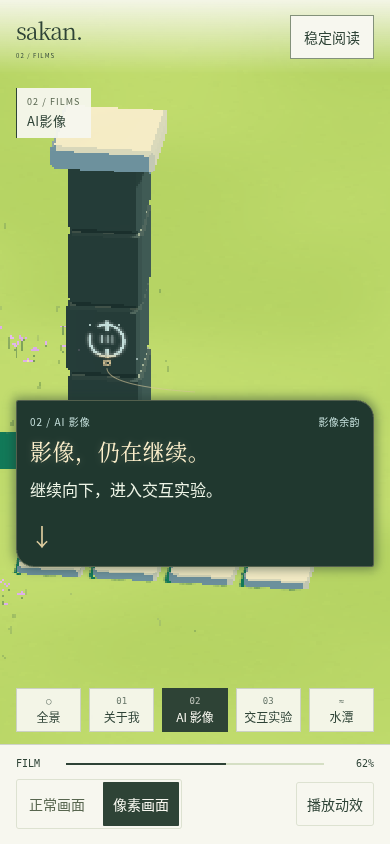 sakan.
02 / FILMS
稳定阅读
02 / FILMS
AI影像
02 / AI 影像
影像余韵
影像，仍在继续。
继续向下，进入交互实验。
↓
○
全景
01
关于我
02
AI 影像
03
交互实验
≈
水潭
FILM
62%
正常画面
像素画面
播放动效